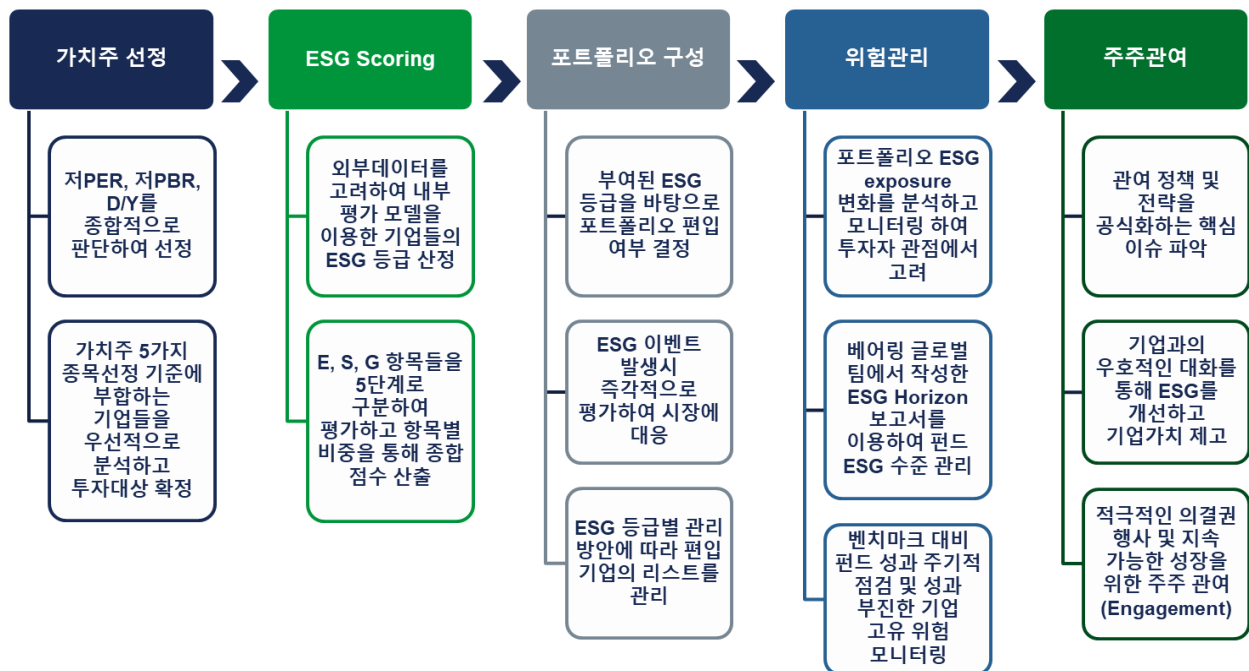 가치주 선정
저PER, 저PBR,
D/Y를
종합적으로
판단하여 선정
가치주 5가지
종목선정 기준에
부합하는
기업들을
우선적으로
분석하고
투자대상 확정
ESG Scoring
외부데이터를
고려하여 내부
평가 모델을
이용한 기업들의
ESG 등급 산정
E, S, G 항목들을
5단계로
구분하여
평가하고 항목별
비중을 통해 종합
점수 산출
포트폴리오 구성
부여된 ESG
등급을 바탕으로
포트폴리오 편입
여부 결정
ESG 이벤트
발생시
즉각적으로
평가하여 시장에
대응
ESG 등급별 관리
방안에 따라 편입
기업의 리스트를
관리
위험관리
포트폴리오 ESG
exposure
변화를 분석하고
모니터링 하여
투자자 관점에서
고려
베어링 글로벌
팀에서 작성한
ESG Horizon
보고서를
이용하여 펀드
ESG 수준 관리
벤치마크 대비
펀드 성과 주기적
점검 및 성과
부진한 기업
고유 위험
모니터링
주주관여
관여 정책 및
전략을
공식화하는 핵심
이슈 파악
기업과의
우호적인 대화를
통해 ESG를
개선하고
기업가치 제고
적극적인 의결권
행사 및 지속
가능한 성장을
위한 주주 관여
(Engagement)